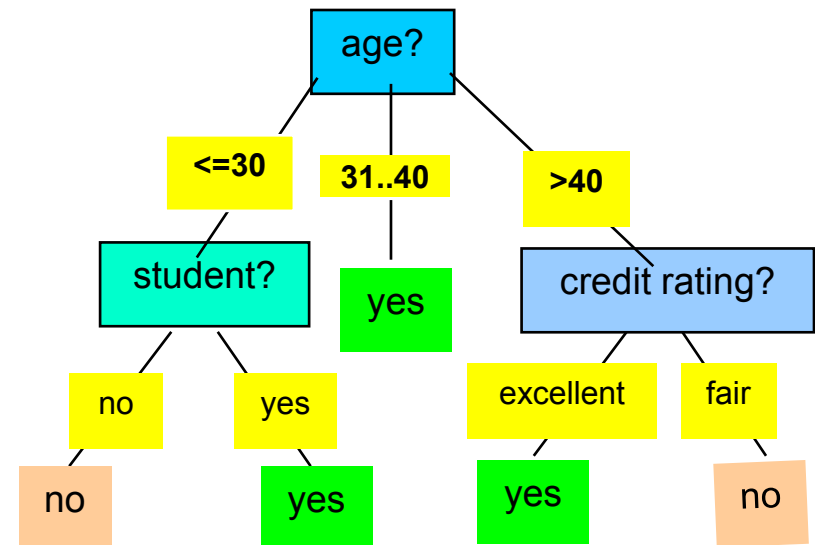 age?
<=30
31..40
>40
student?
credit rating?
yes
no
yes
excellent
fair
no
yes
yes
no